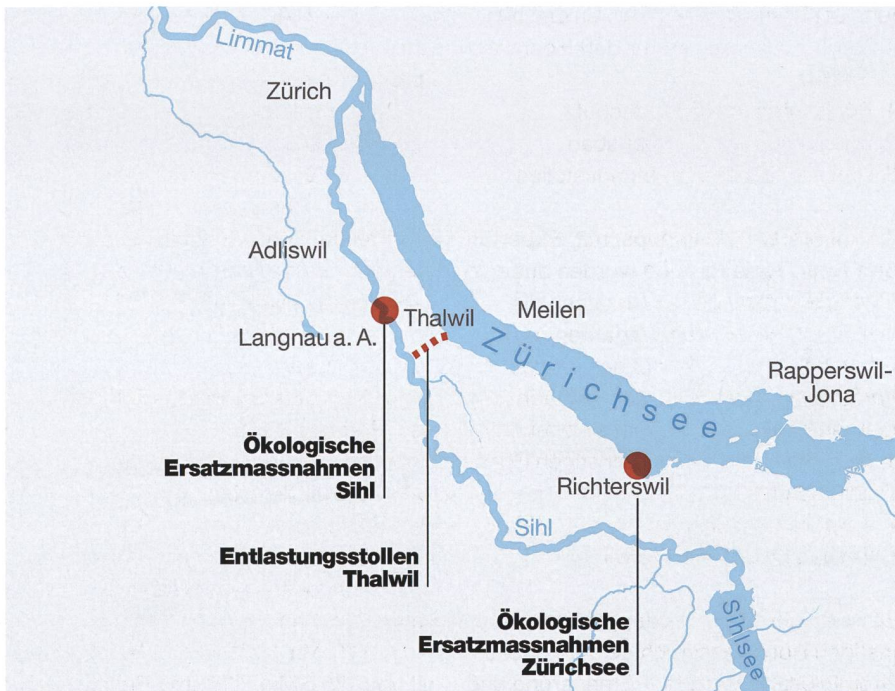 Limmat
Zürich
Adliswil
Thalwil
Meilen
Langnau a. A.
Zürichsee
Rapperswil-
Jona
Ökologische
Ersatzmassnahmen
Sihl
Richterswil
Sihl
Entlastungsstollen
Thalwil
Ökologische
Ersatzmassnahmen
Zürichsee
Sihlsee